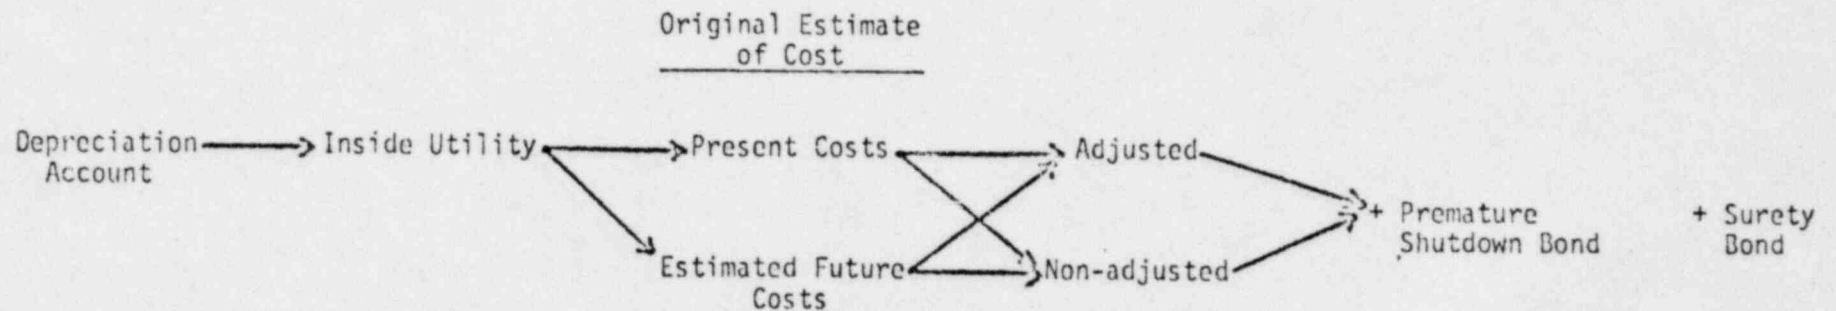 Original Estimate
of Cost
Depreciation
Account
Inside Utility
Present Costs
Adjusted
+ Premature
Shutdown Bond
+ Surety
Bond
Estimated Future
Costs
Non-adjusted